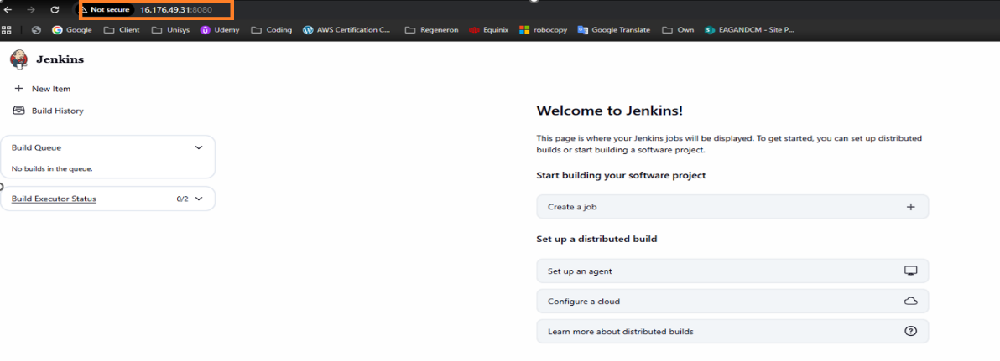 Not secure 16.176.49.31:8080
Google Client Unisys Udemy Coding AWS Certification C... Regeneron Equinix robocopy Google Translate Own EAGANDCM - Site P...
Jenkins
New Item
Build History
Build Queue
No builds in the queue.
Build Executor Status 0/2
Welcome to Jenkins!
This page is where your Jenkins jobs will be displayed. To get started, you can set up distributed
builds or start building a software project.
Start building your software project
Create a job
Set up a distributed build
Set up an agent
Configure a cloud
Learn more about distributed builds